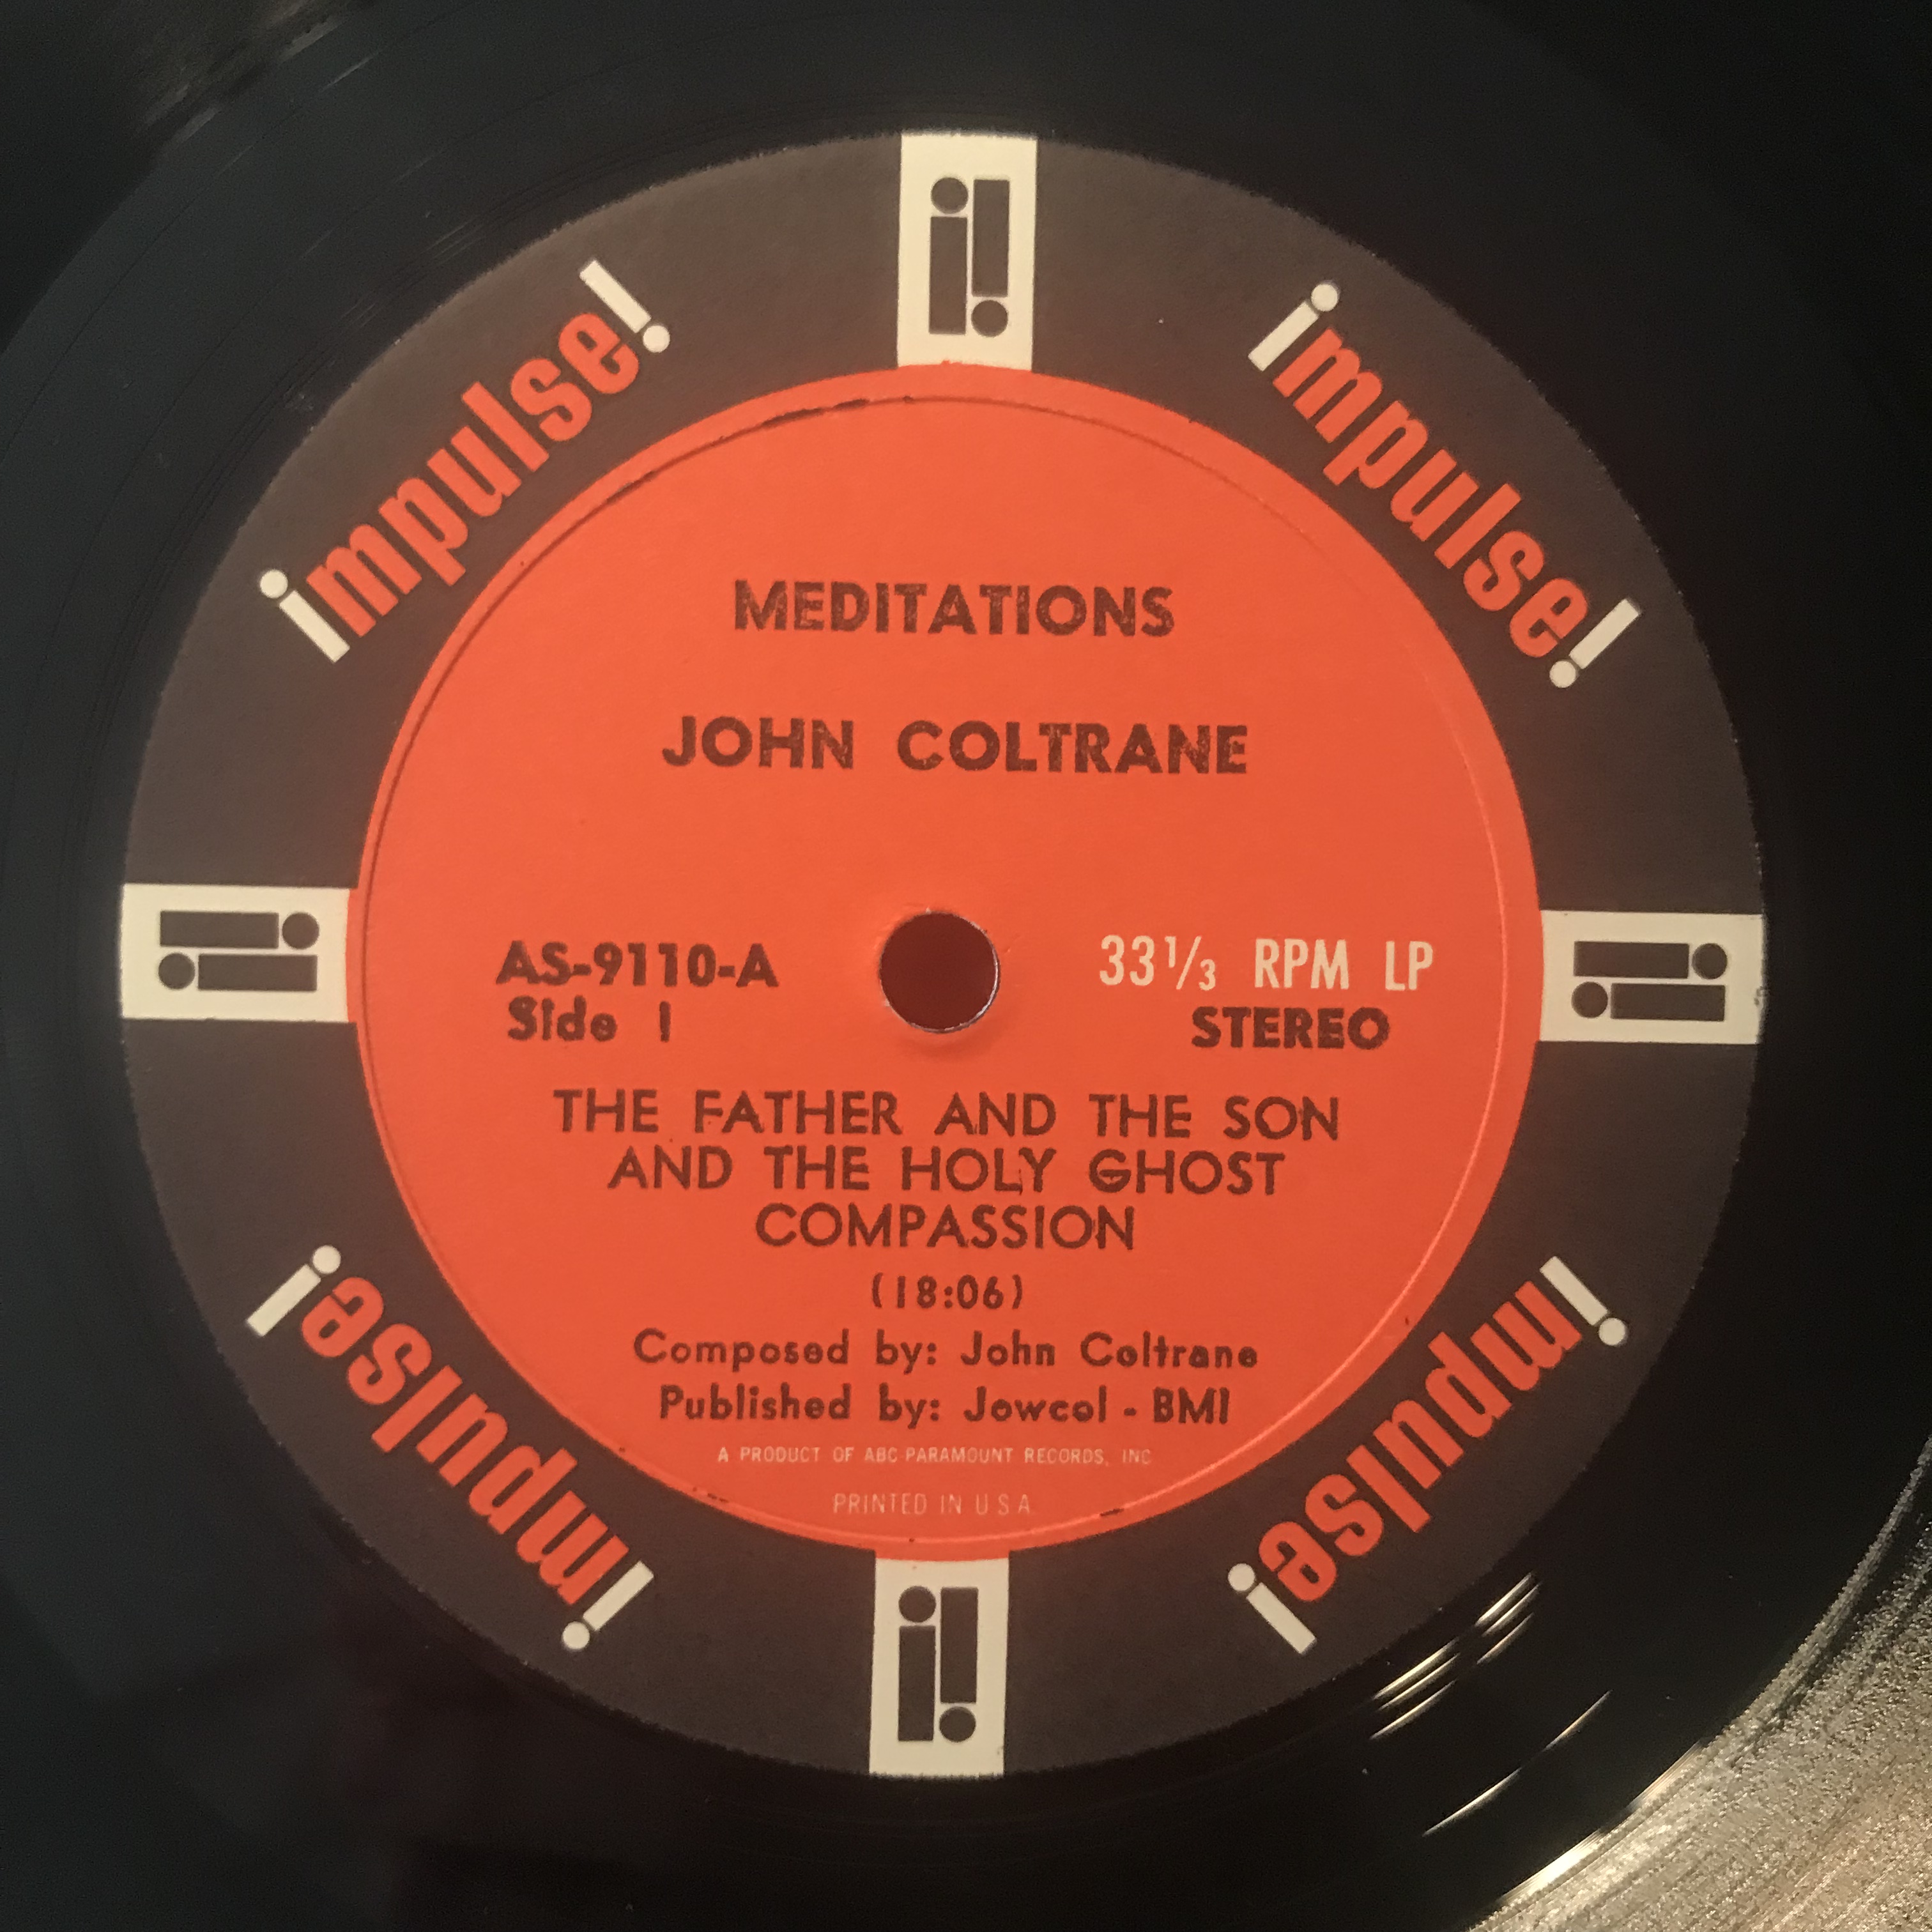 impulse!
impulse!
MEDITATIONS
JOHN COLTRANE
AS-9110-A
Side 1
33⅓ RPM LP
STEREO
THE FATHER AND THE SON
AND THE HOLY GHOST
COMPASSION
(18:06)
Composed by: John Coltrane
Published by: Jowcol - BMI
A PRODUCT OF ABC-PARAMOUNT RECORDS, INC.
PRINTED IN U.S.A.
impulse!
impulse!